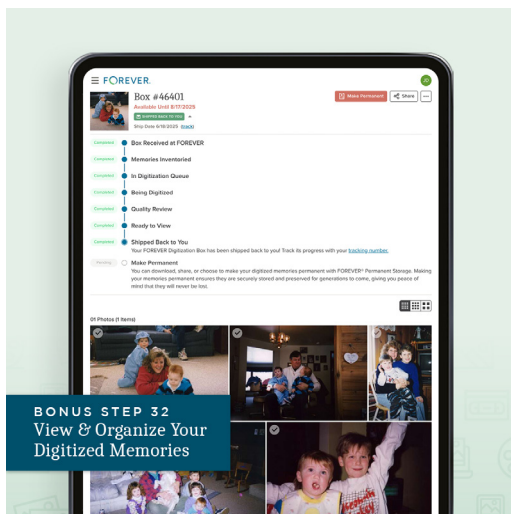 FOREVER.
JD
Box #46401
Make Permanent
Share
Available Until 8/17/2025
SHIPPED BACK TO YOU
Ship Date 6/18/2025 (track)
Completed Box Received at FOREVER
Completed Memories Inventoried
Completed In Digitization Queue
Completed Being Digitized
Completed Quality Review
Completed Ready to View
Completed Shipped Back to You
Your FOREVER Digitization Box has been shipped back to you! Track its progress with your tracking number.
Make Permanent
You can download, share, or choose to make your digitized memories permanent with FOREVER® Permanent Storage. Making
your memories permanent ensures they are securely stored and preserved for generations to come, giving you peace of
mind that they will never be lost.
01 Photos (1 Items)
BONUS STEP 32
View & Organize Your
Digitized Memories